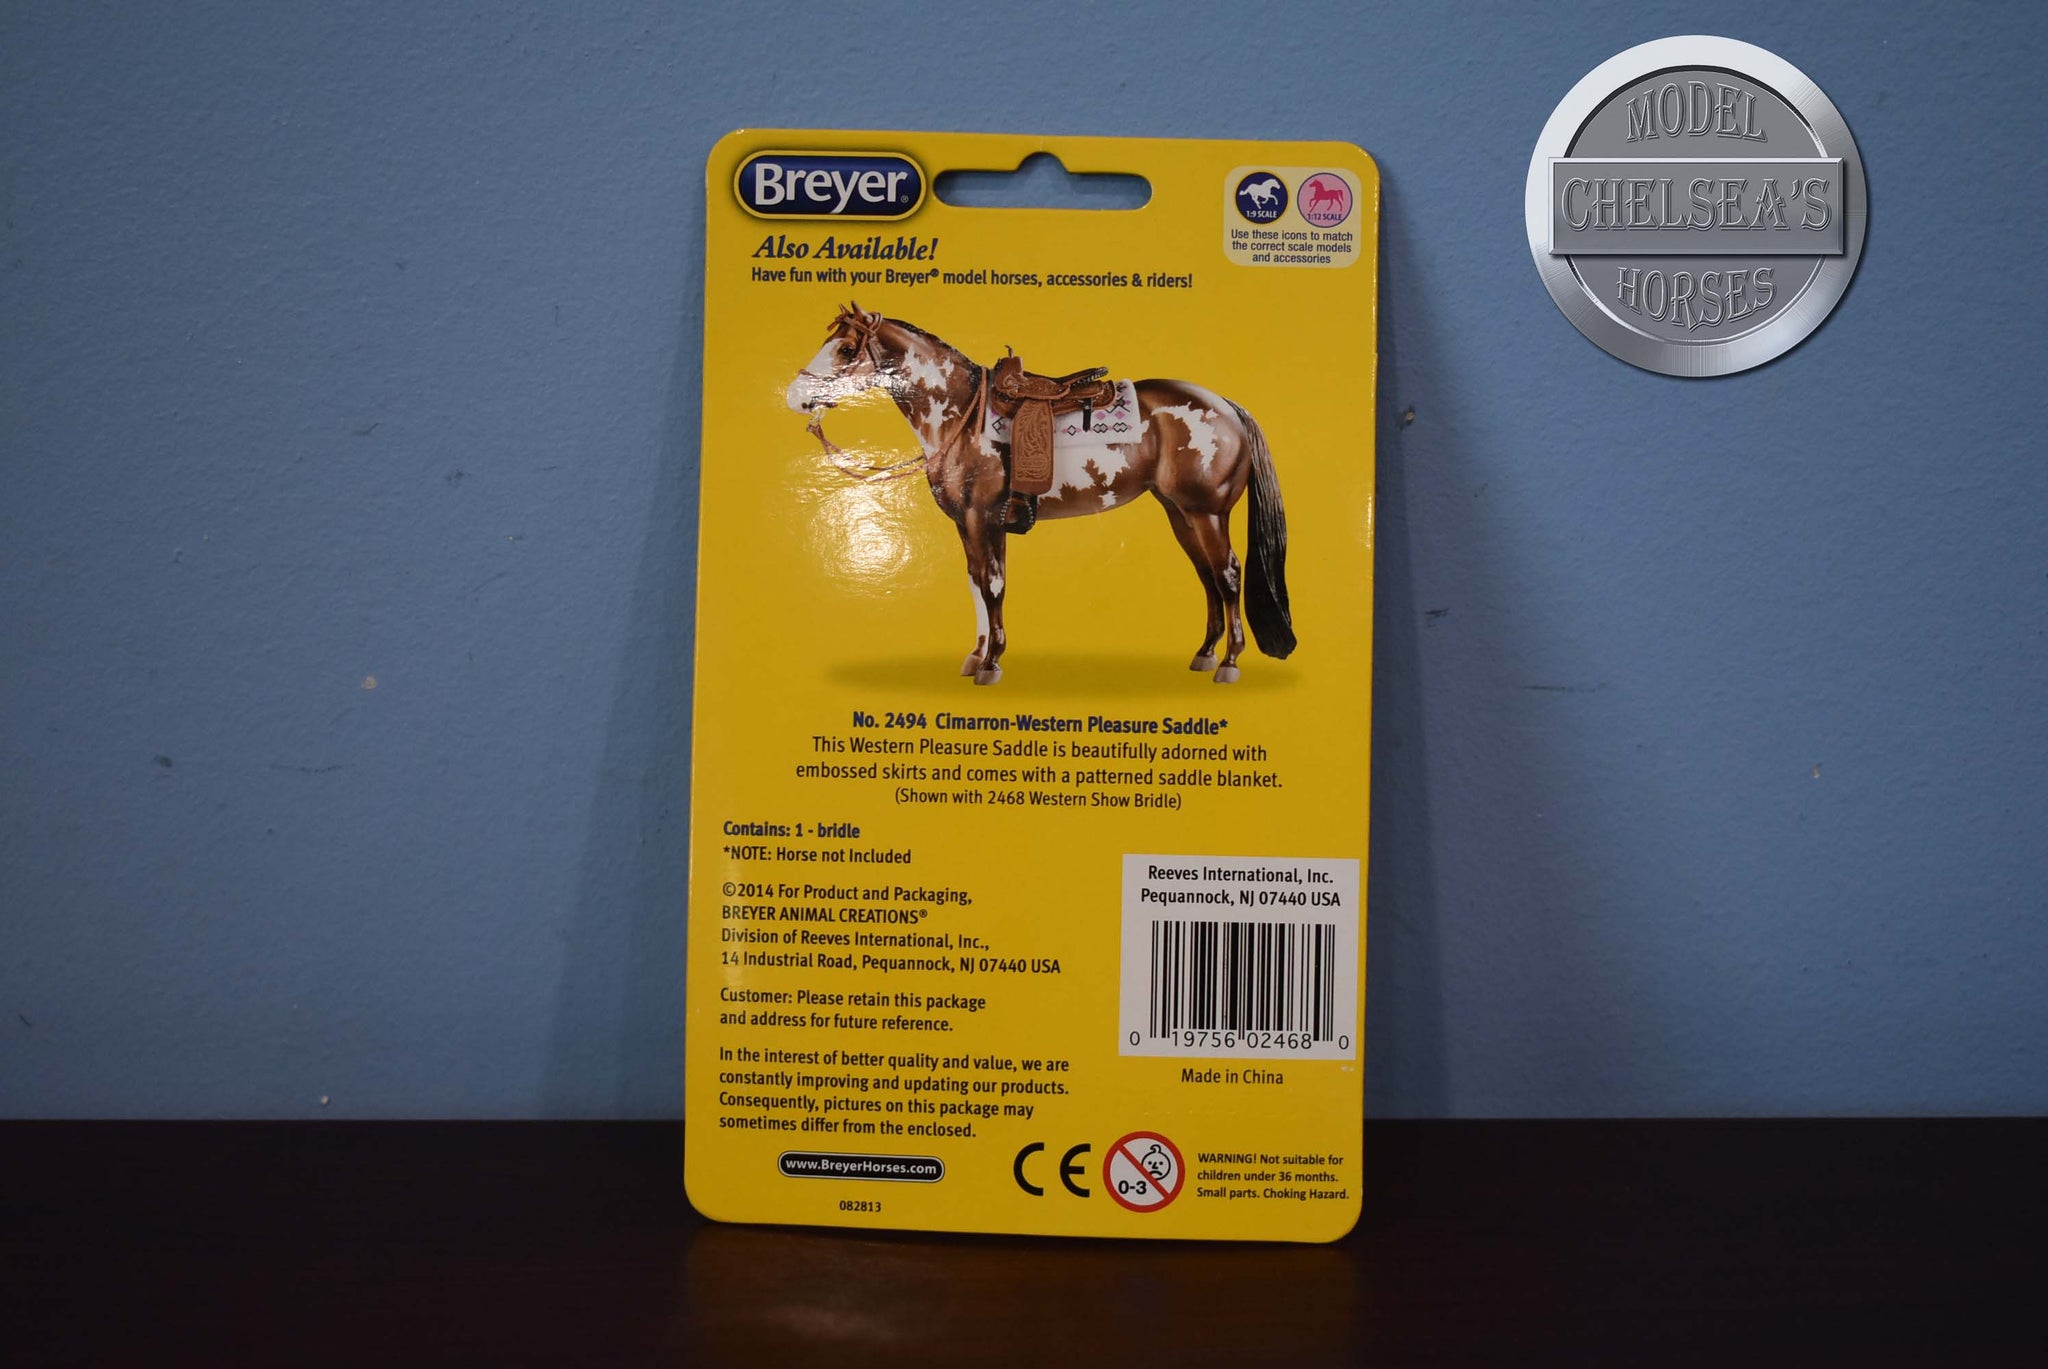 Breyer®
Also Available!
Have fun with your Breyer® model horses, accessories & riders!
1:9 SCALE
1:12 SCALE
Use these icons to match
the correct scale models
and accessories
MODEL
CHELSEA'S
HORSES
No. 2494 Cimarron-Western Pleasure Saddle*
This Western Pleasure Saddle is beautifully adorned with
embossed skirts and comes with a patterned saddle blanket.
(Shown with 2468 Western Show Bridle)
Contains: 1 - bridle
*NOTE: Horse not Included
©2014 For Product and Packaging,
BREYER ANIMAL CREATIONS®
Division of Reeves International, Inc.,
14 Industrial Road, Pequannock, NJ 07440 USA
Customer: Please retain this package
and address for future reference.
In the interest of better quality and value, we are
constantly improving and updating our products.
Consequently, pictures on this package may
sometimes differ from the enclosed.
www.BreyerHorses.com
082813
Reeves International, Inc.
Pequannock, NJ 07440 USA
0 19756 02468 0
Made in China
CE
0-3
WARNING! Not suitable for
children under 36 months.
Small parts. Choking Hazard.